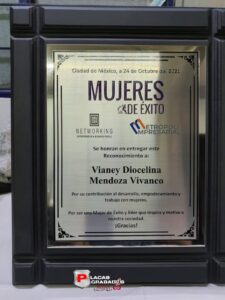 Ciudad de México, a 24 de Octubre del 2021
MUJERES
DE ÉXITO
NETWORKING
METRÓPOLI
EMPRESARIAL
Se honran en entregar este
Reconocimiento a:
Vianey Diocelina
Mendoza Vivanco
Por su contribución al desarrollo, empoderamiento y
trabajo con mujeres.
Por ser una Mujer de Éxito y líder que inspira y motiva a
nuestra sociedad.
¡Gracias!
PLACAS
GRABADOS